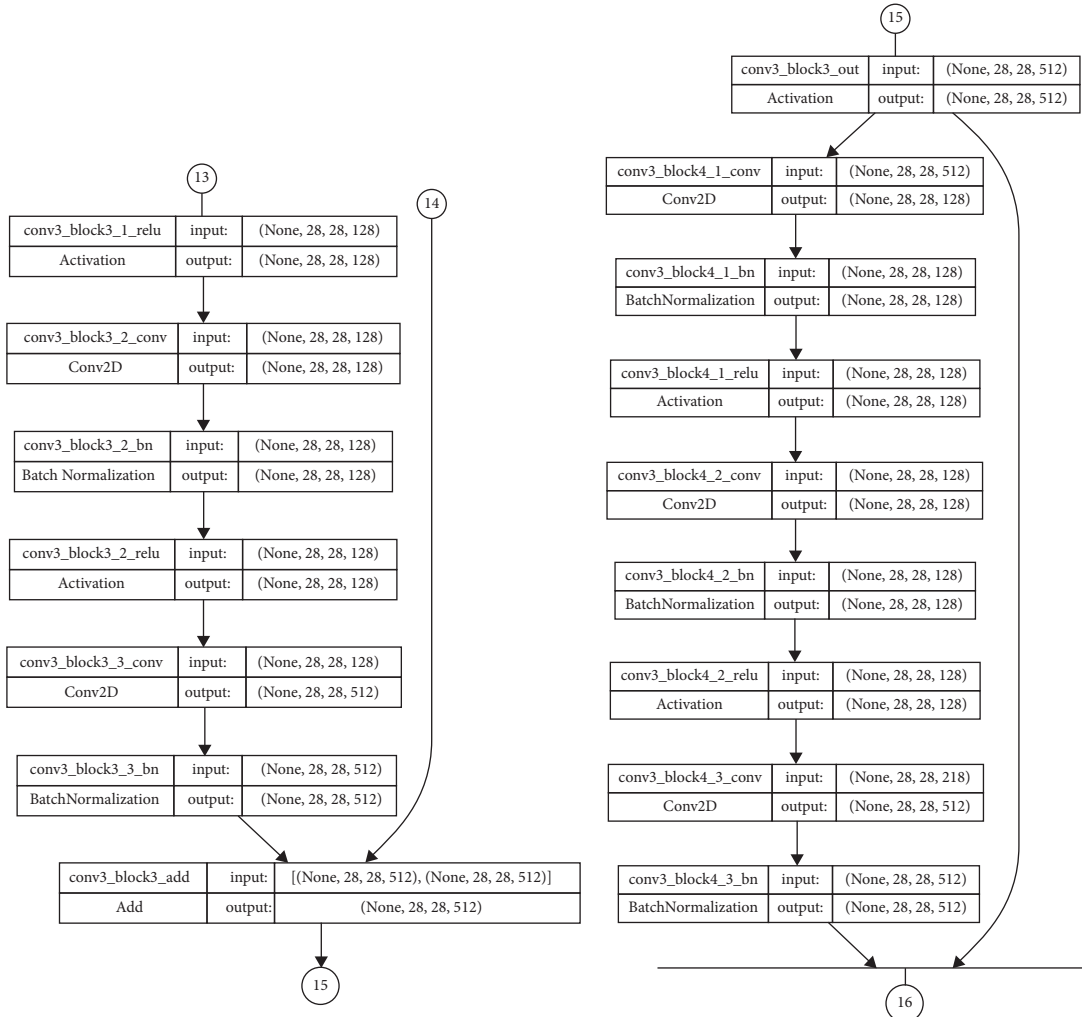 13
14
conv3_block3_1_relu input: (None, 28, 28, 128)
Activation output: (None, 28, 28, 128)
conv3_block3_2_conv input: (None, 28, 28, 128)
Conv2D output: (None, 28, 28, 128)
conv3_block3_2_bn input: (None, 28, 28, 128)
Batch Normalization output: (None, 28, 28, 128)
conv3_block3_2_relu input: (None, 28, 28, 128)
Activation output: (None, 28, 28, 128)
conv3_block3_3_conv input: (None, 28, 28, 128)
Conv2D output: (None, 28, 28, 512)
conv3_block3_3_bn input: (None, 28, 28, 512)
BatchNormalization output: (None, 28, 28, 512)
conv3_block3_add input: [(None, 28, 28, 512), (None, 28, 28, 512)]
Add output: (None, 28, 28, 512)
15
15
conv3_block3_out input: (None, 28, 28, 512)
Activation output: (None, 28, 28, 512)
conv3_block4_1_conv input: (None, 28, 28, 512)
Conv2D output: (None, 28, 28, 128)
conv3_block4_1_bn input: (None, 28, 28, 128)
BatchNormalization output: (None, 28, 28, 128)
conv3_block4_1_relu input: (None, 28, 28, 128)
Activation output: (None, 28, 28, 128)
conv3_block4_2_conv input: (None, 28, 28, 128)
Conv2D output: (None, 28, 28, 128)
conv3_block4_2_bn input: (None, 28, 28, 128)
BatchNormalization output: (None, 28, 28, 128)
conv3_block4_2_relu input: (None, 28, 28, 128)
Activation output: (None, 28, 28, 128)
conv3_block4_3_conv input: (None, 28, 28, 218)
Conv2D output: (None, 28, 28, 512)
conv3_block4_3_bn input: (None, 28, 28, 512)
BatchNormalization output: (None, 28, 28, 512)
16